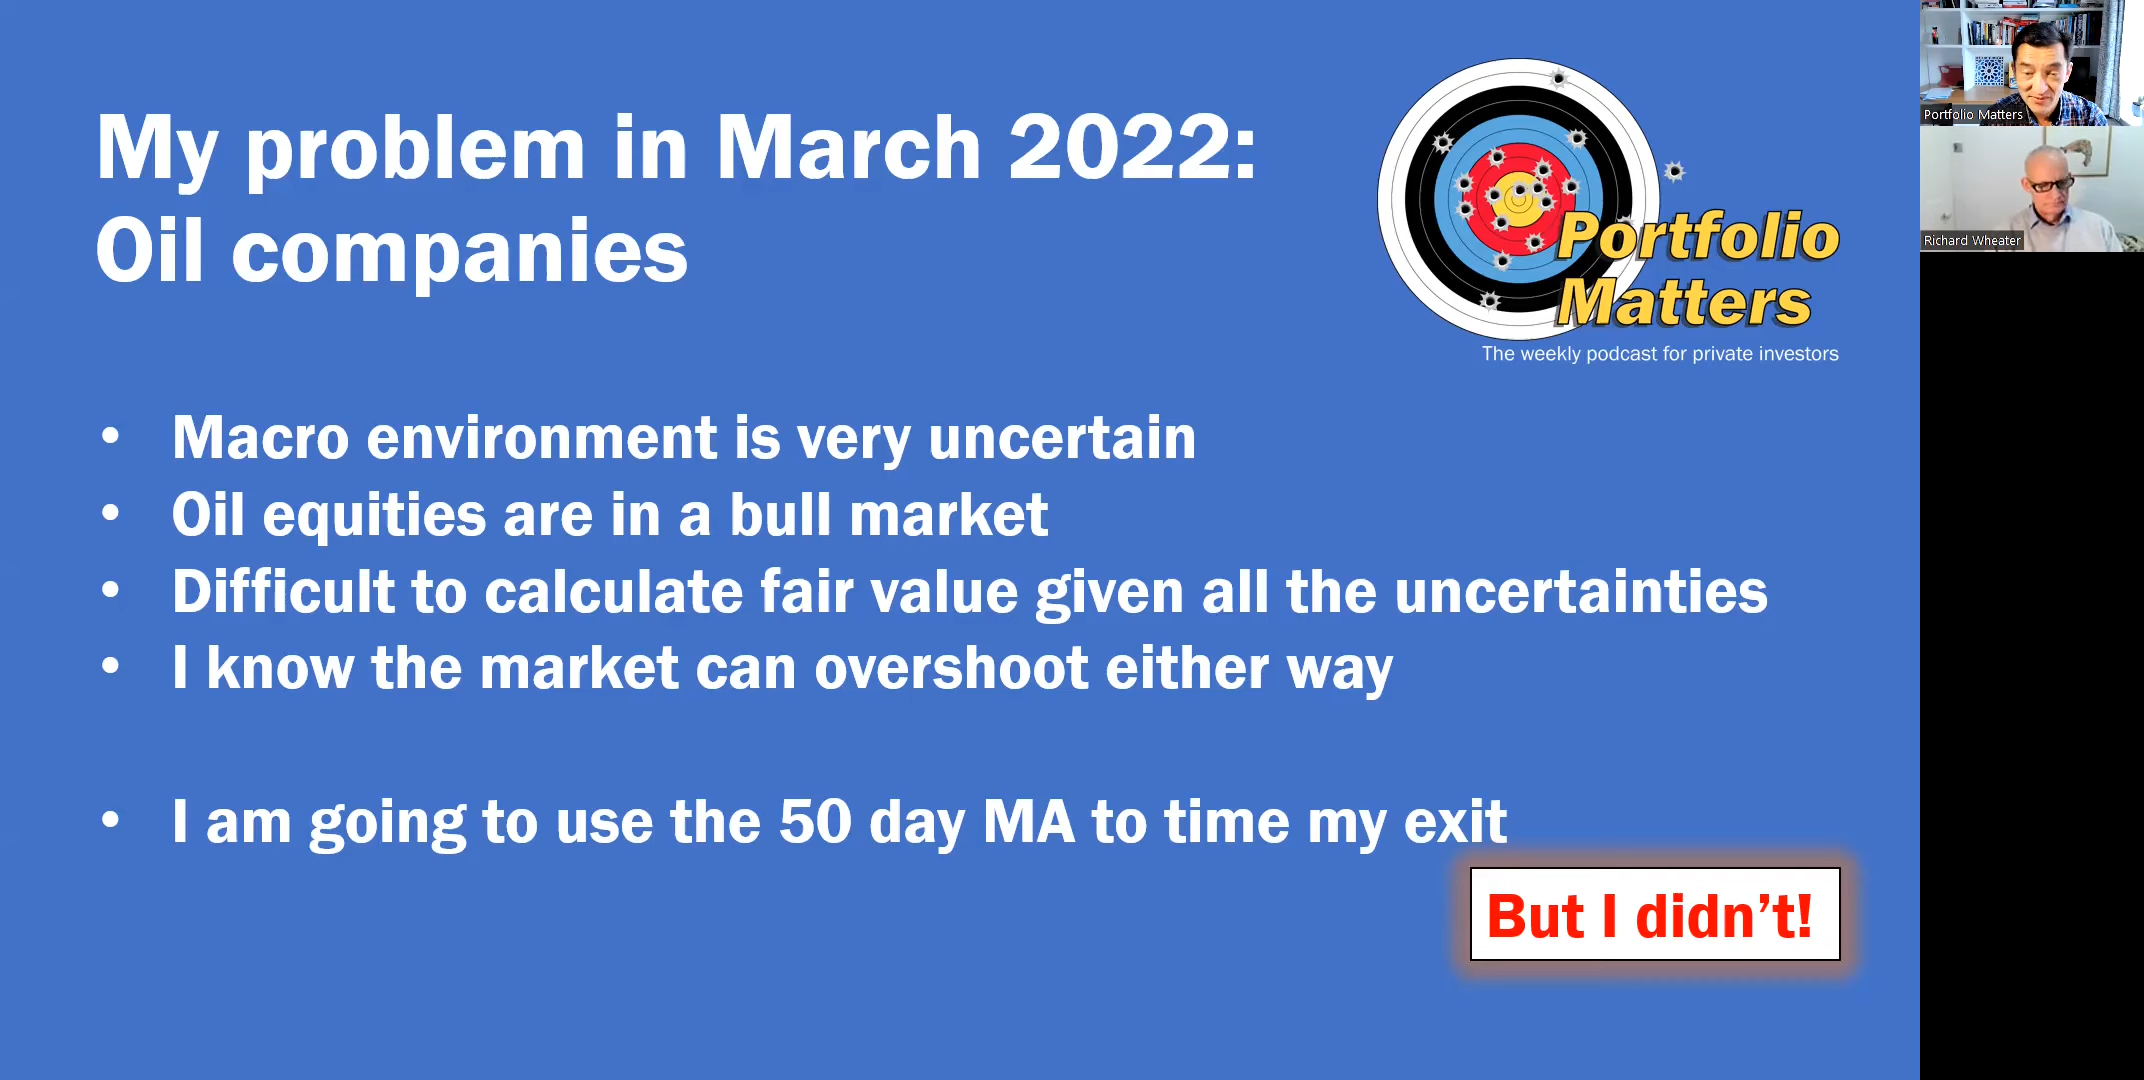 My problem in March 2022:
Oil companies
Portfolio
Matters
The weekly podcast for private investors
• Macro environment is very uncertain
• Oil equities are in a bull market
• Difficult to calculate fair value given all the uncertainties
• I know the market can overshoot either way
• I am going to use the 50 day MA to time my exit
But I didn’t!
Portfolio Matters
Richard Wheater